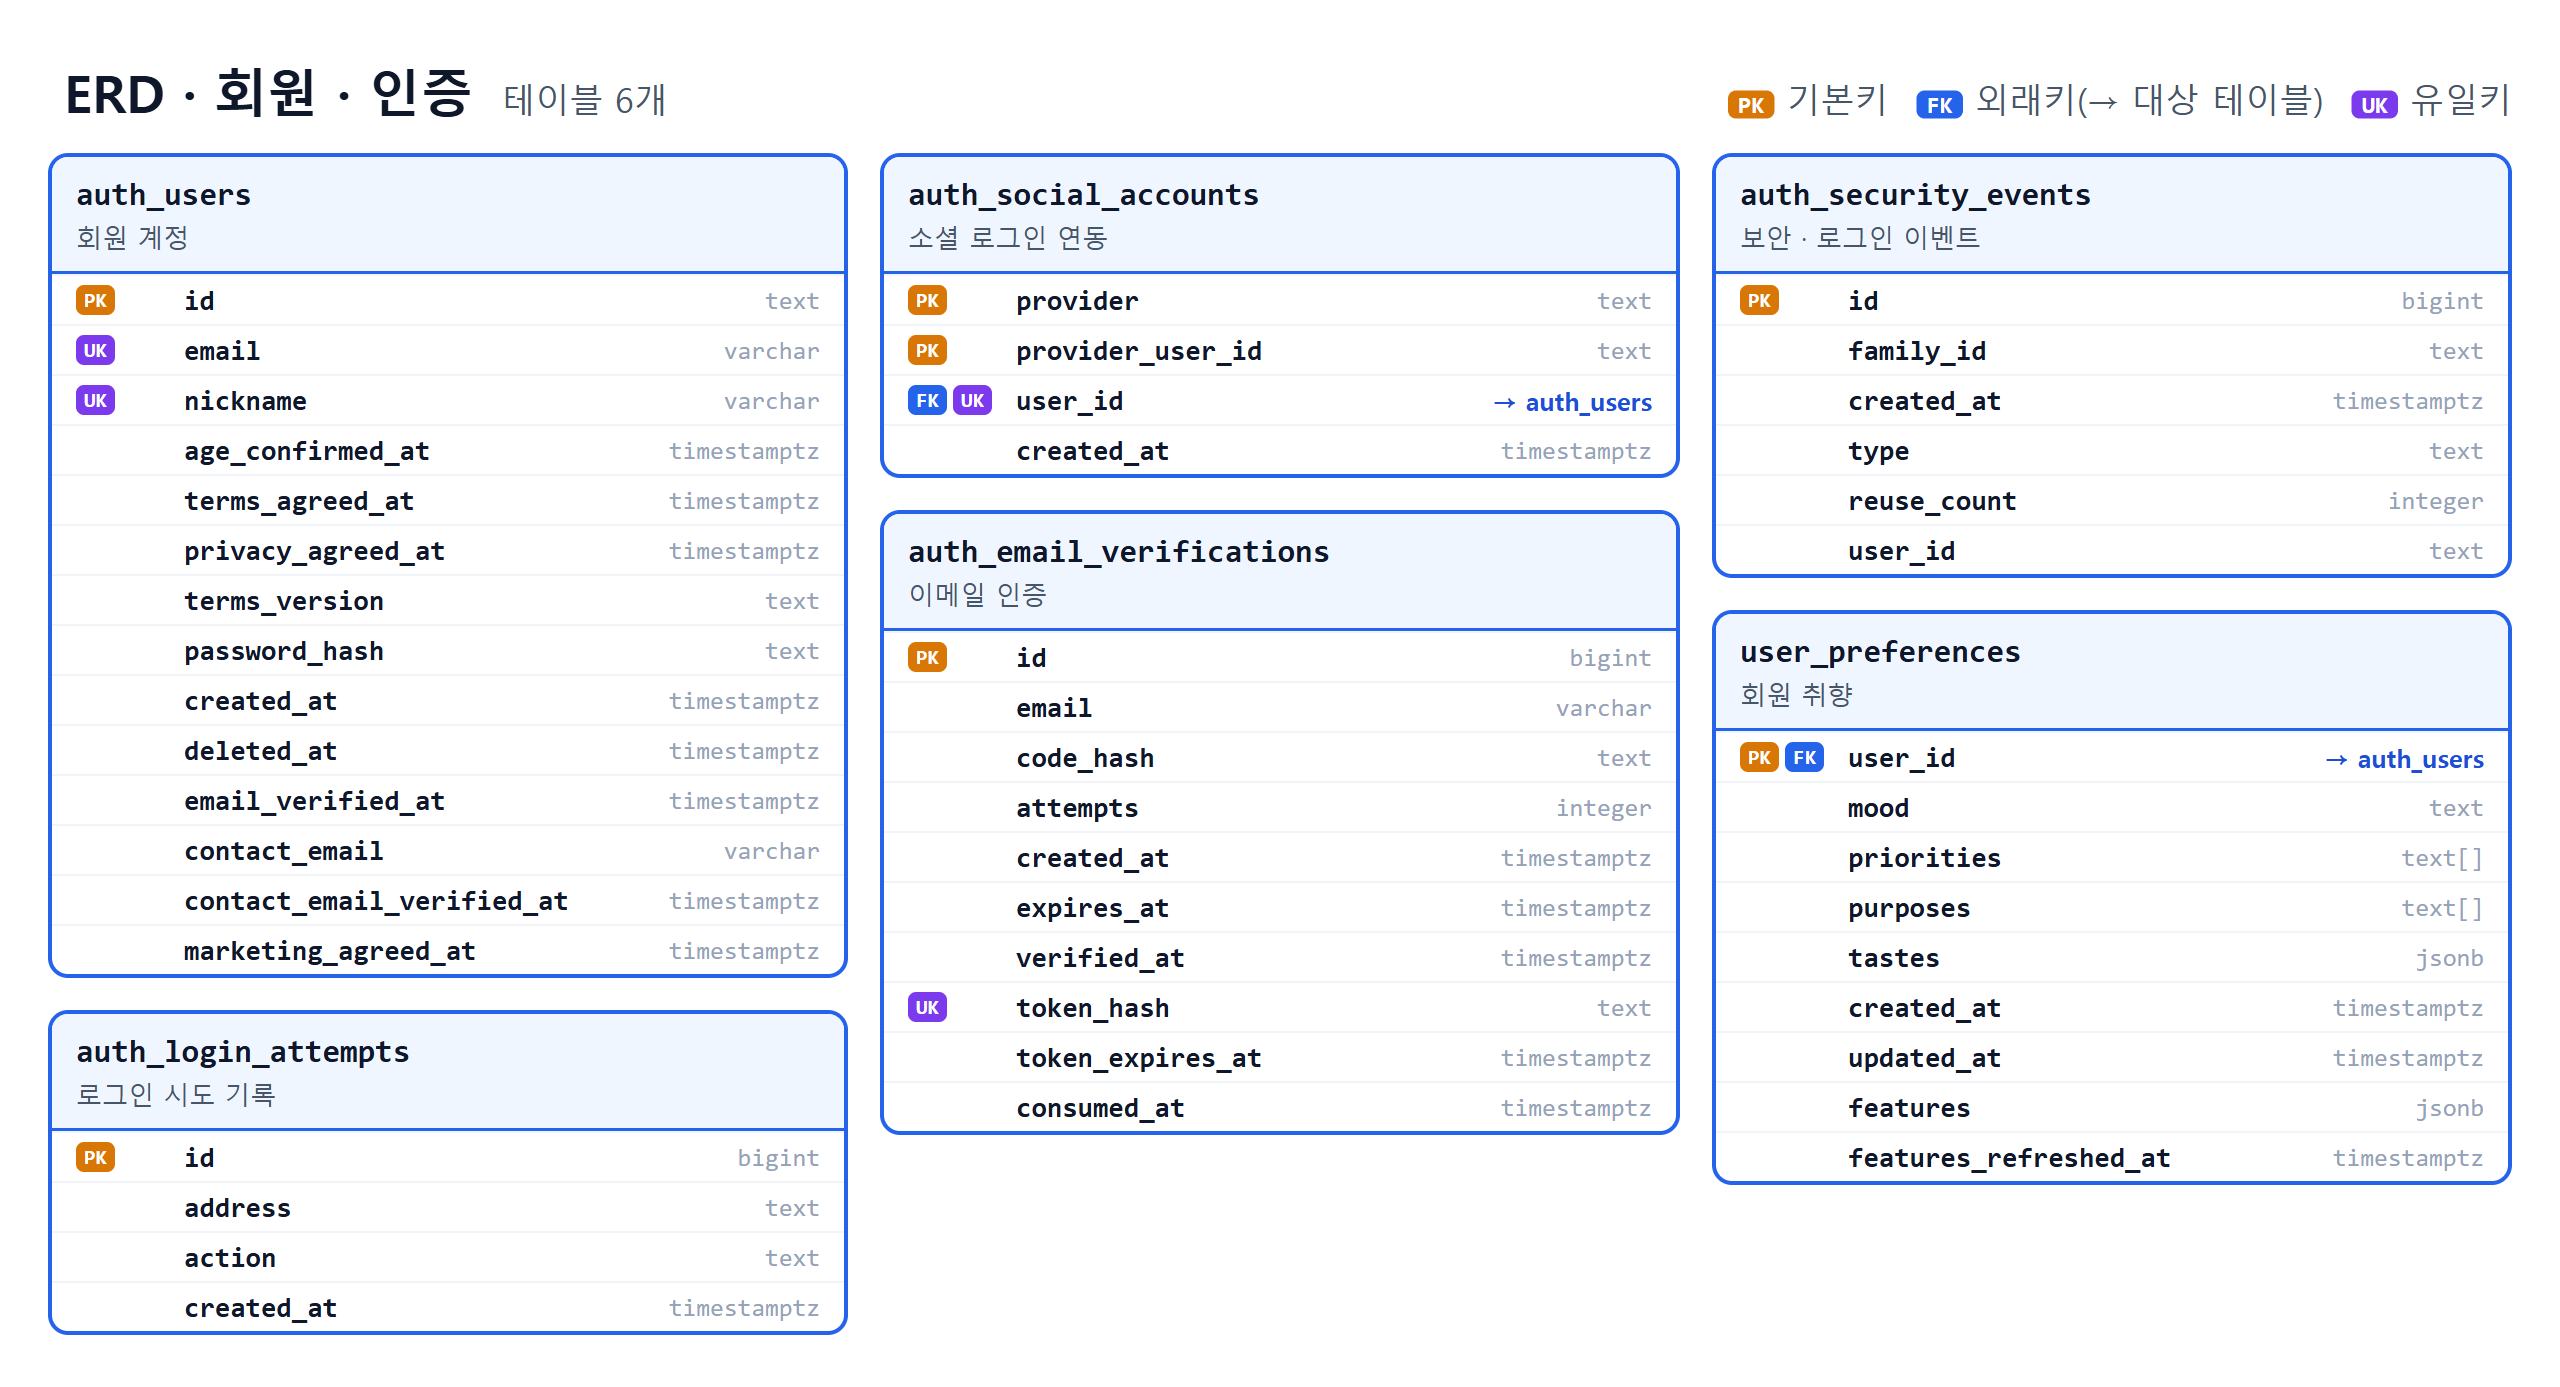 ERD · 회원 · 인증 테이블 6개
PK 기본키 FK 외래키(→ 대상 테이블) UK 유일키
auth_users
회원 계정
PK id text
UK email varchar
UK nickname varchar
age_confirmed_at timestamptz
terms_agreed_at timestamptz
privacy_agreed_at timestamptz
terms_version text
password_hash text
created_at timestamptz
deleted_at timestamptz
email_verified_at timestamptz
contact_email varchar
contact_email_verified_at timestamptz
marketing_agreed_at timestamptz
auth_login_attempts
로그인 시도 기록
PK id bigint
address text
action text
created_at timestamptz
auth_social_accounts
소셜 로그인 연동
PK provider text
PK provider_user_id text
FK UK user_id → auth_users
created_at timestamptz
auth_email_verifications
이메일 인증
PK id bigint
email varchar
code_hash text
attempts integer
created_at timestamptz
expires_at timestamptz
verified_at timestamptz
UK token_hash text
token_expires_at timestamptz
consumed_at timestamptz
auth_security_events
보안 · 로그인 이벤트
PK id bigint
family_id text
created_at timestamptz
type text
reuse_count integer
user_id text
user_preferences
회원 취향
PK FK user_id → auth_users
mood text
priorities text[]
purposes text[]
tastes jsonb
created_at timestamptz
updated_at timestamptz
features jsonb
features_refreshed_at timestamptz